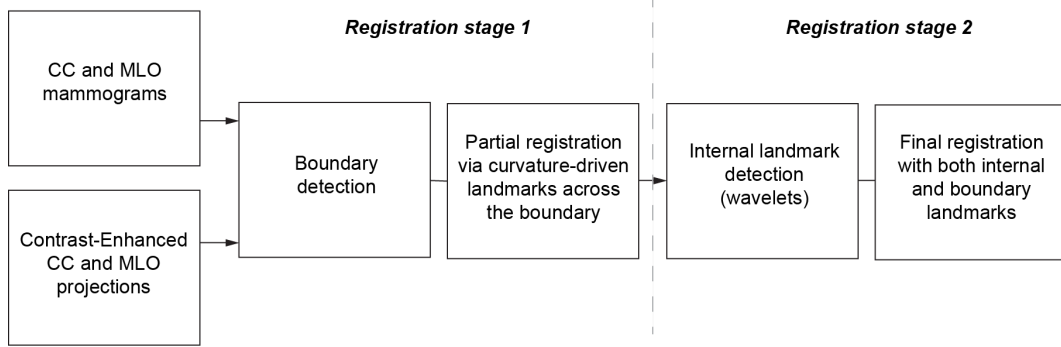 Registration stage 1
Registration stage 2
CC and MLO
mammograms
Contrast-Enhanced
CC and MLO
projections
Boundary
detection
Partial registration
via curvature-driven
landmarks across
the boundary
Internal landmark
detection
(wavelets)
Final registration
with both internal
and boundary
landmarks